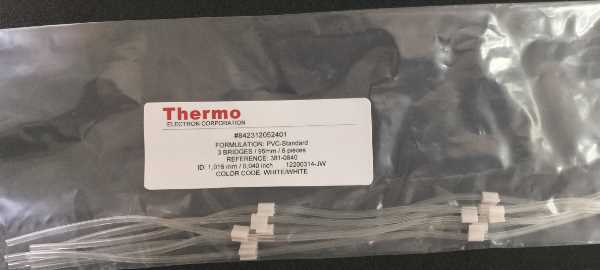 Thermo
ELECTRON CORPORATION
#842312052401
FORMULATION: PVC-Standard
3 BRIDGES / 95mm / 6 pieces
REFERENCE: 381-0840
ID: 1,016 mm / 0,040 inch 12200314-JW
COLOR CODE: WHITE/WHITE